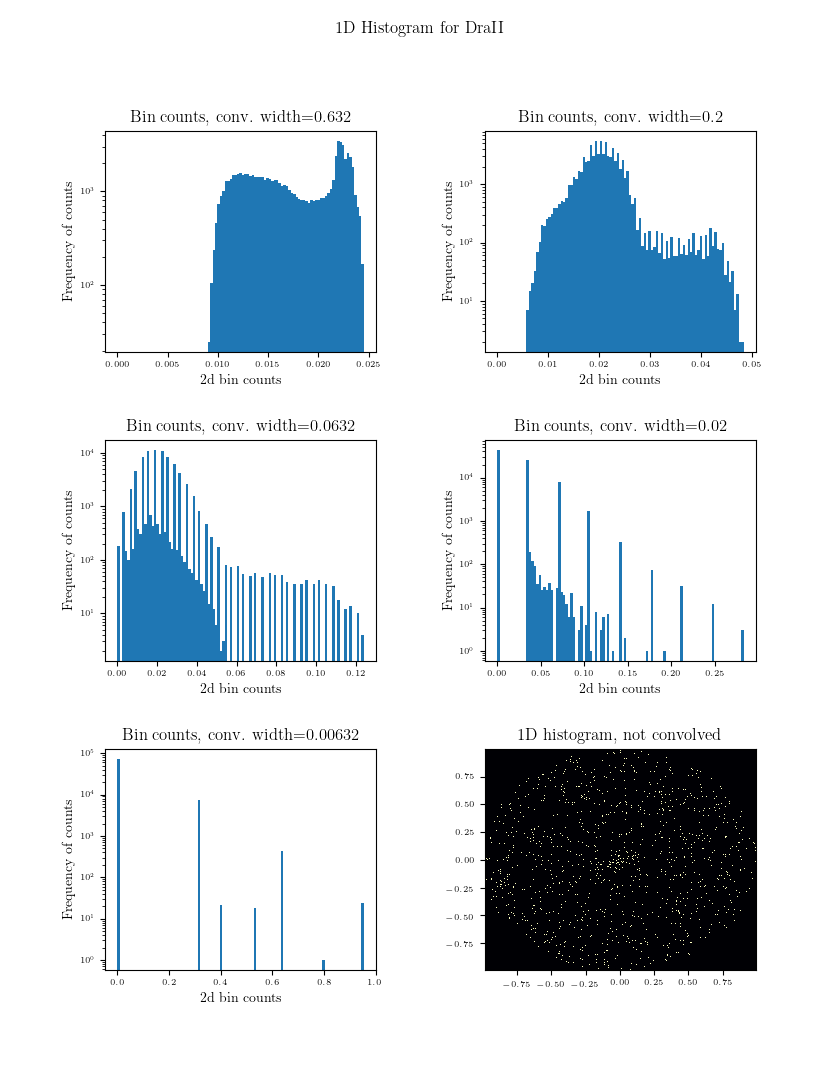 1D Histogram for DraII
Bin counts, conv. width=0.632
Frequency of counts
10³
10²
0.000 0.005 0.010 0.015 0.020 0.025
2d bin counts
Bin counts, conv. width=0.2
Frequency of counts
10³
10²
10¹
0.00 0.01 0.02 0.03 0.04 0.05
2d bin counts
Bin counts, conv. width=0.0632
Frequency of counts
10⁴
10³
10²
10¹
0.00 0.02 0.04 0.06 0.08 0.10 0.12
2d bin counts
Bin counts, conv. width=0.02
Frequency of counts
10⁴
10³
10²
10¹
10⁰
0.00 0.05 0.10 0.15 0.20 0.25
2d bin counts
Bin counts, conv. width=0.00632
Frequency of counts
10⁵
10⁴
10³
10²
10¹
10⁰
0.0 0.2 0.4 0.6 0.8 1.0
2d bin counts
1D histogram, not convolved
0.75
0.50
0.25
0.00
−0.25
−0.50
−0.75
−0.75 −0.50 −0.25 0.00 0.25 0.50 0.75